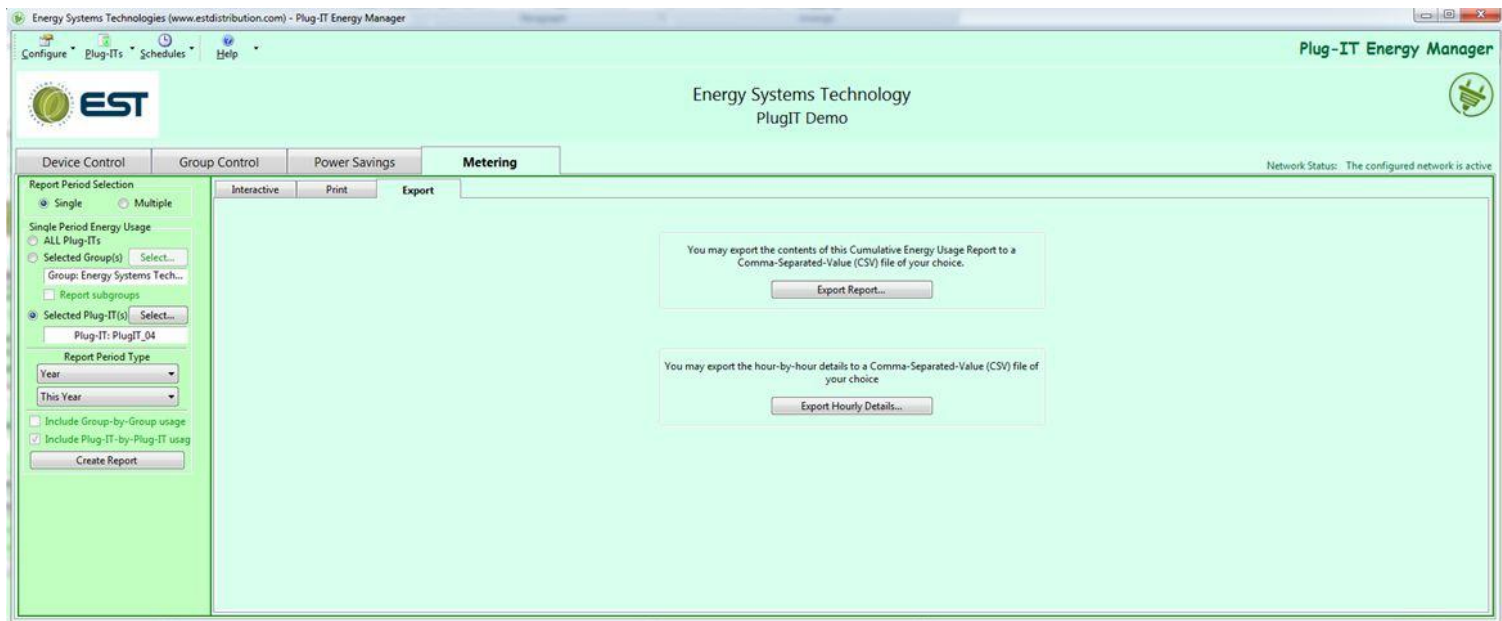 Energy Systems Technologies (www.estdistribution.com) - Plug-IT Energy Manager
Configure Plug-ITs Schedules Help
Plug-IT Energy Manager
EST
Energy Systems Technology
PlugIT Demo
Device Control Group Control Power Savings Metering
Network Status: The configured network is active
Report Period Selection
Single Multiple
Single Period Energy Usage
ALL Plug-ITs
Selected Group(s) Select...
Group: Energy Systems Tech...
Report subgroups
Selected Plug-IT(s) Select...
Plug-IT: PlugIT_04
Report Period Type
Year
This Year
Include Group-by-Group usage
Include Plug-IT-by-Plug-IT usag
Create Report
Interactive Print Export
You may export the contents of this Cumulative Energy Usage Report to a
Comma-Separated-Value (CSV) file of your choice.
Export Report...
You may export the hour-by-hour details to a Comma-Separated-Value (CSV) file of
your choice
Export Hourly Details...